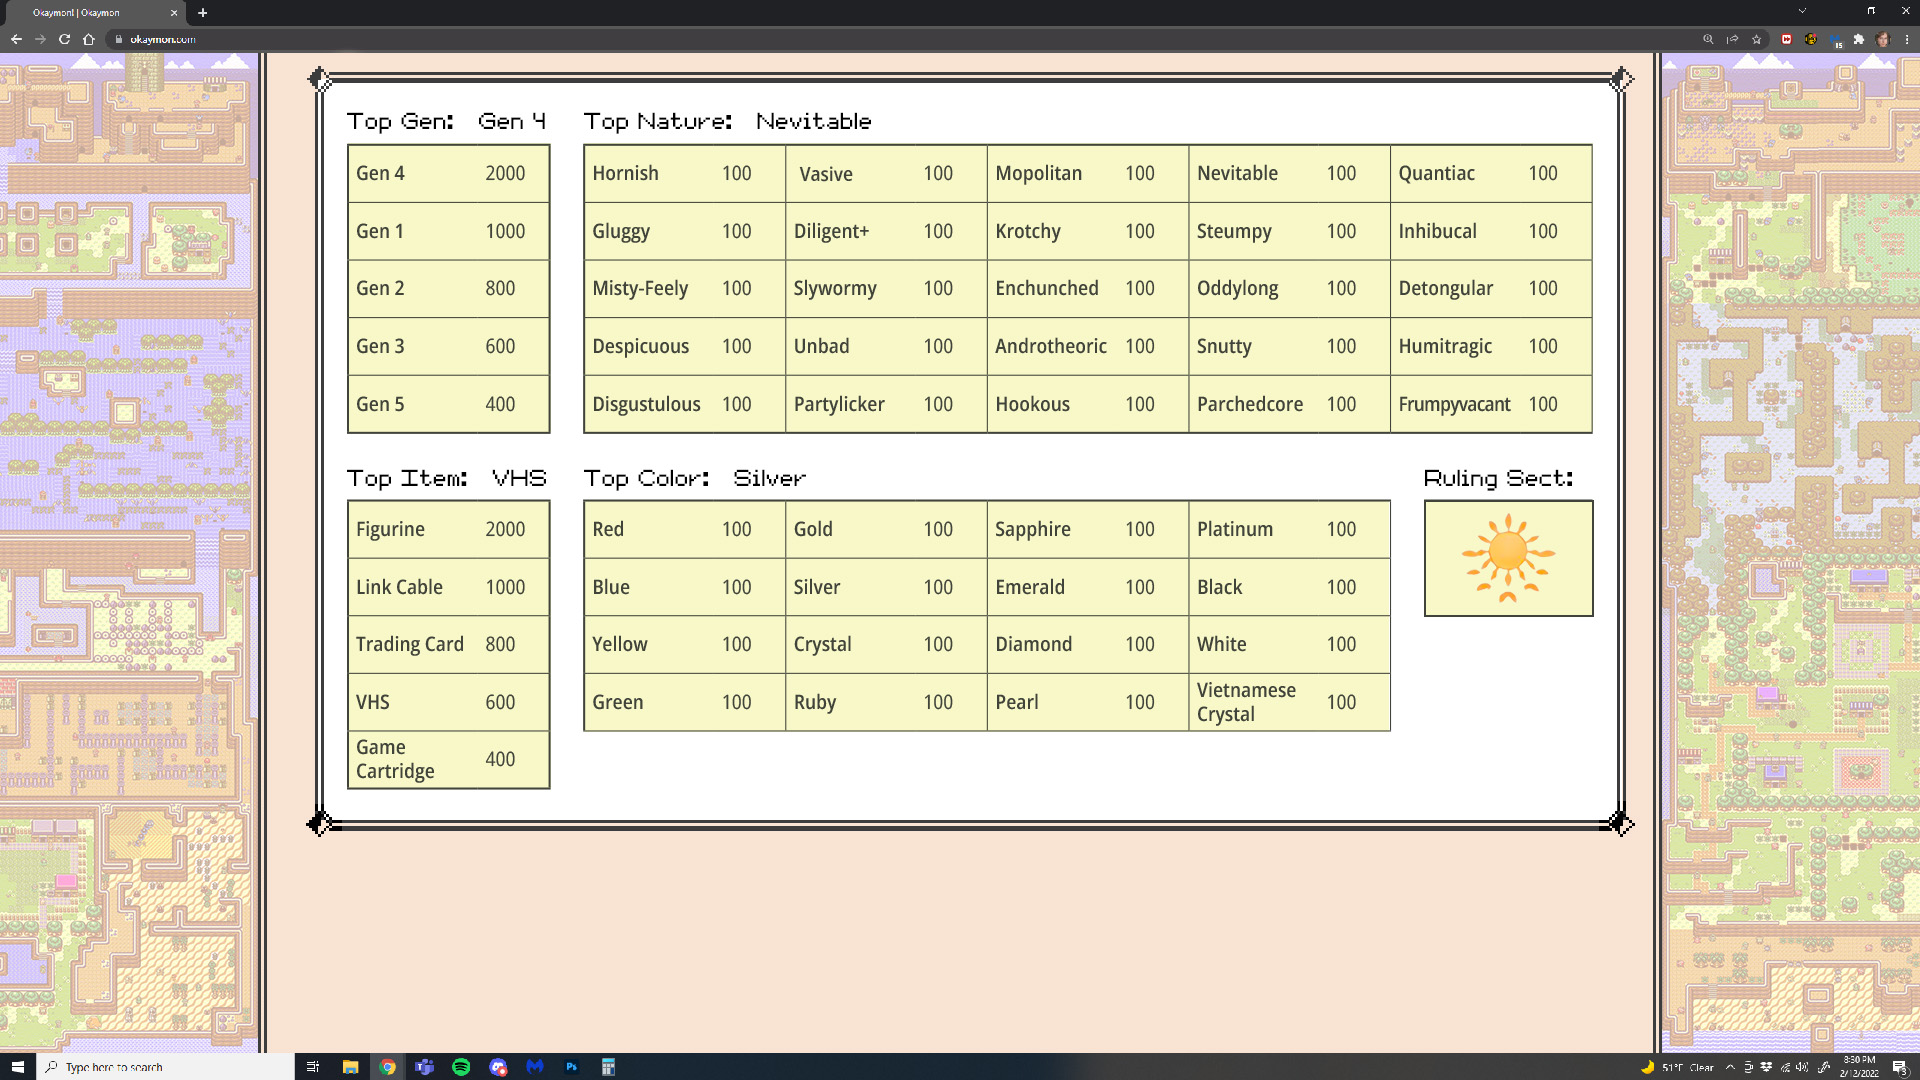 Okaymon! | Okaymon
okaymon.com
15
Top Gen: Gen 4
Gen 4 2000
Gen 1 1000
Gen 2 800
Gen 3 600
Gen 5 400
Top Nature: Nevitable
Hornish 100 Vasive 100 Mopolitan 100 Nevitable 100 Quantiac 100
Gluggy 100 Diligent+ 100 Krotchy 100 Steumpy 100 Inhibucal 100
Misty-Feely 100 Slywormy 100 Enchunched 100 Oddylong 100 Detongular 100
Despicuous 100 Unbad 100 Androtheoric 100 Snutty 100 Humitragic 100
Disgustulous 100 Partylicker 100 Hookous 100 Parchedcore 100 Frumpyvacant 100
Top Item: VHS
Figurine 2000
Link Cable 1000
Trading Card 800
VHS 600
Game
Cartridge 400
Top Color: Silver
Red 100 Gold 100 Sapphire 100 Platinum 100
Blue 100 Silver 100 Emerald 100 Black 100
Yellow 100 Crystal 100 Diamond 100 White 100
Green 100 Ruby 100 Pearl 100 Vietnamese
Crystal 100
Ruling Sect:
Type here to search
Ps
51°F Clear
8:50 PM
2/12/2022
3